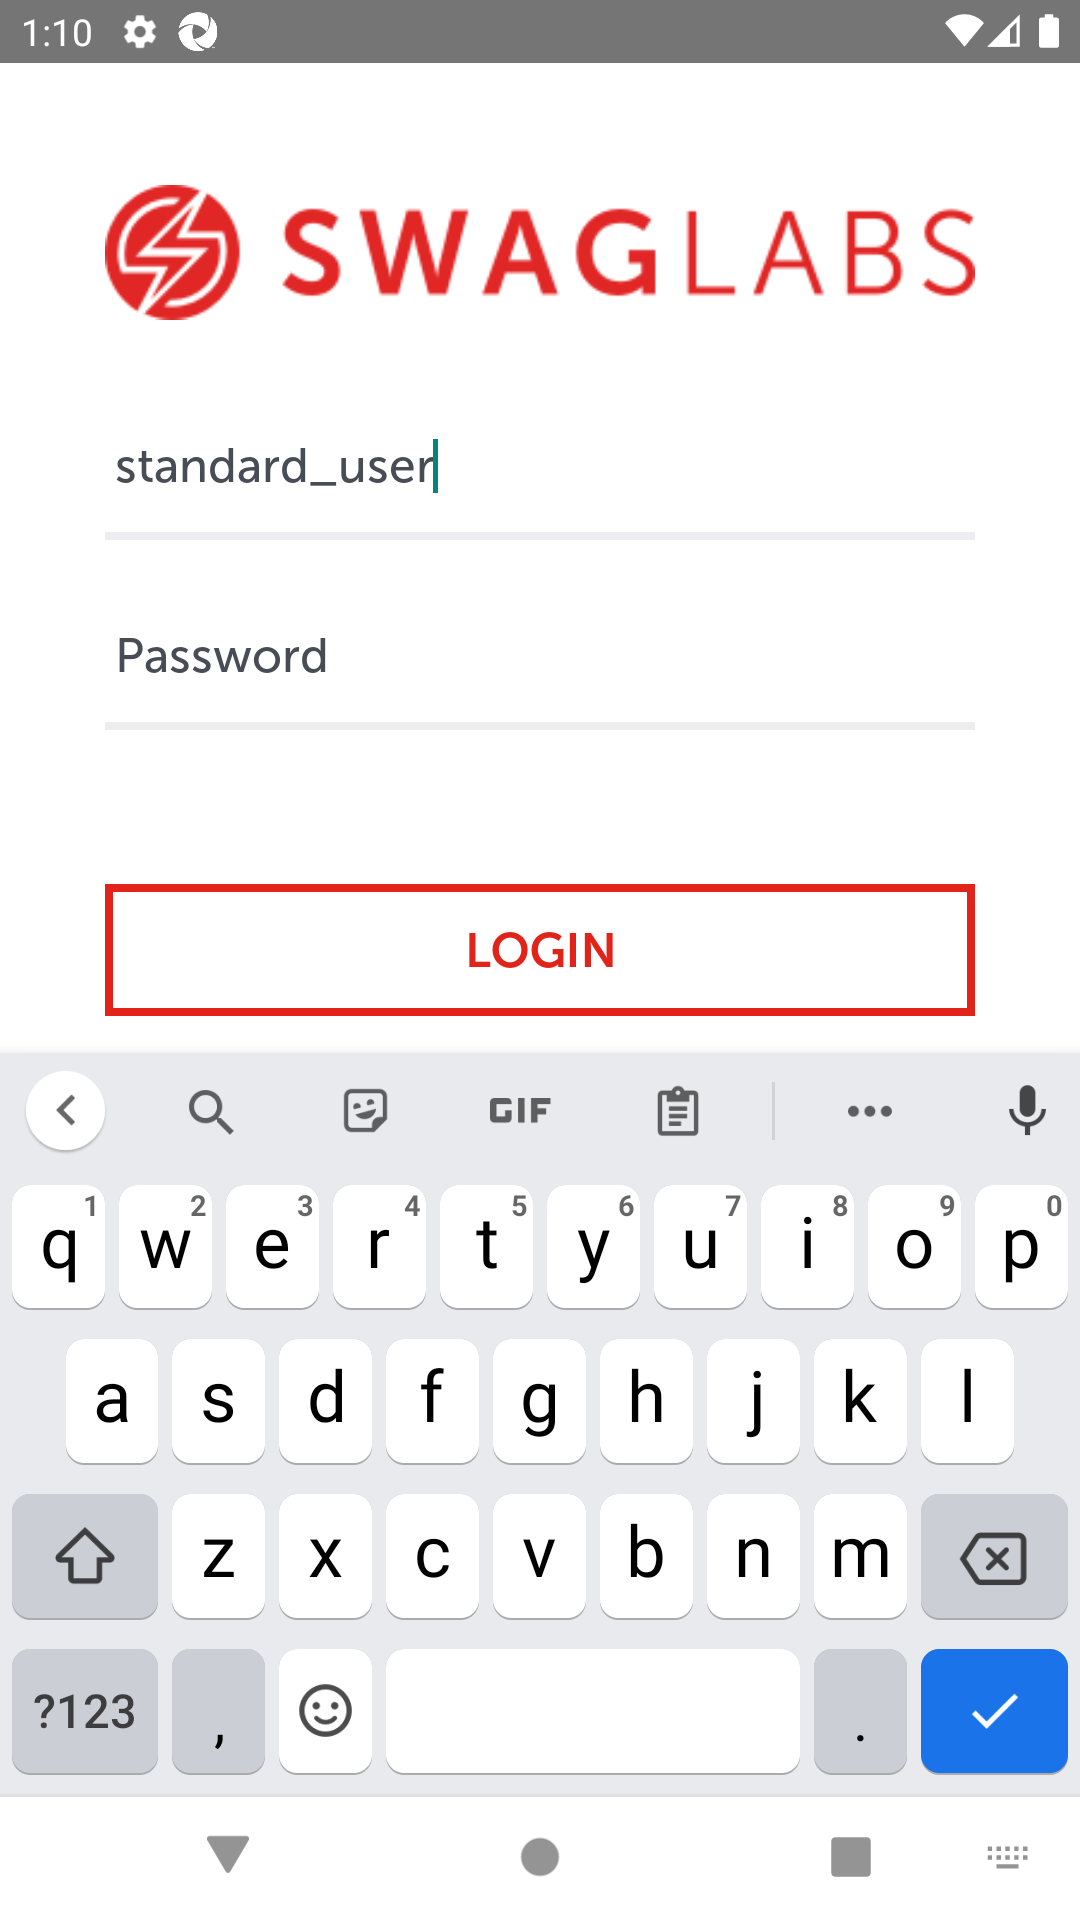 1:10
SWAGLABS
standard_user
Password
LOGIN
GIF
1 2 3 4 5 6 7 8 9 0
q w e r t y u i o p
a s d f g h j k l
z x c v b n m
?123 , .